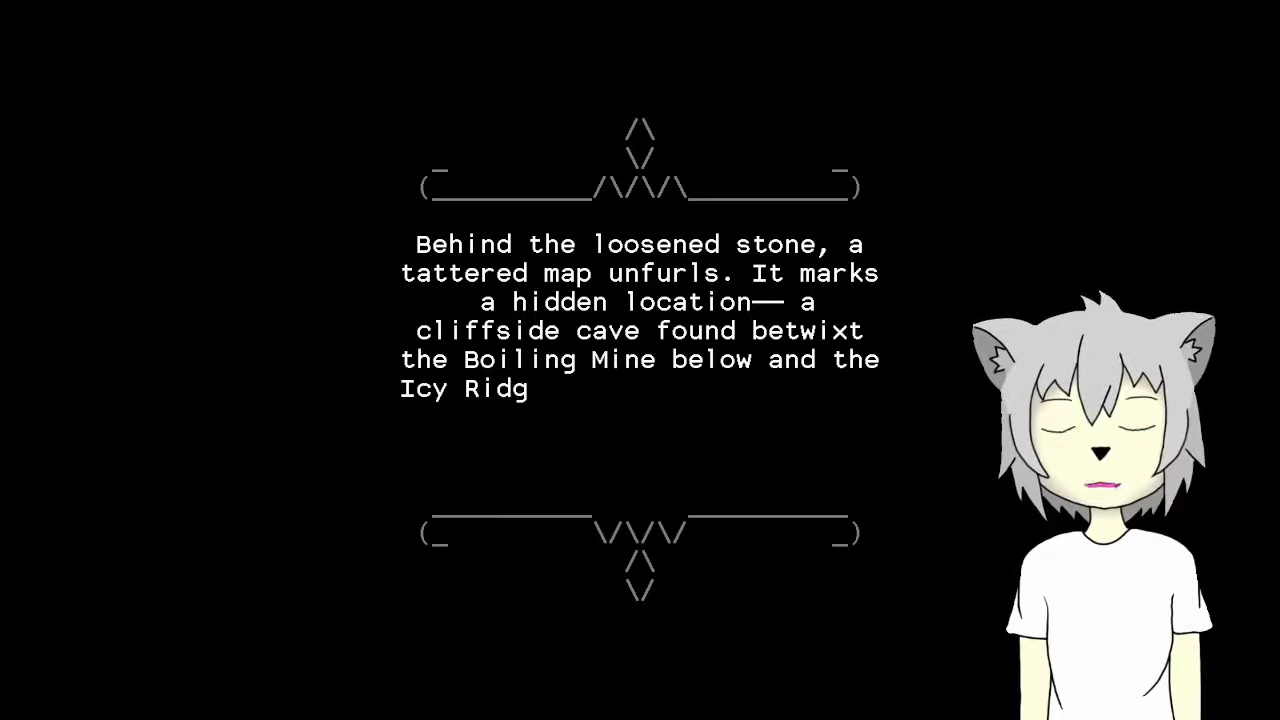 Behind the loosened stone, a
tattered map unfurls. It marks
a hidden location—— a
cliffside cave found betwixt
the Boiling Mine below and the
Icy Ridg